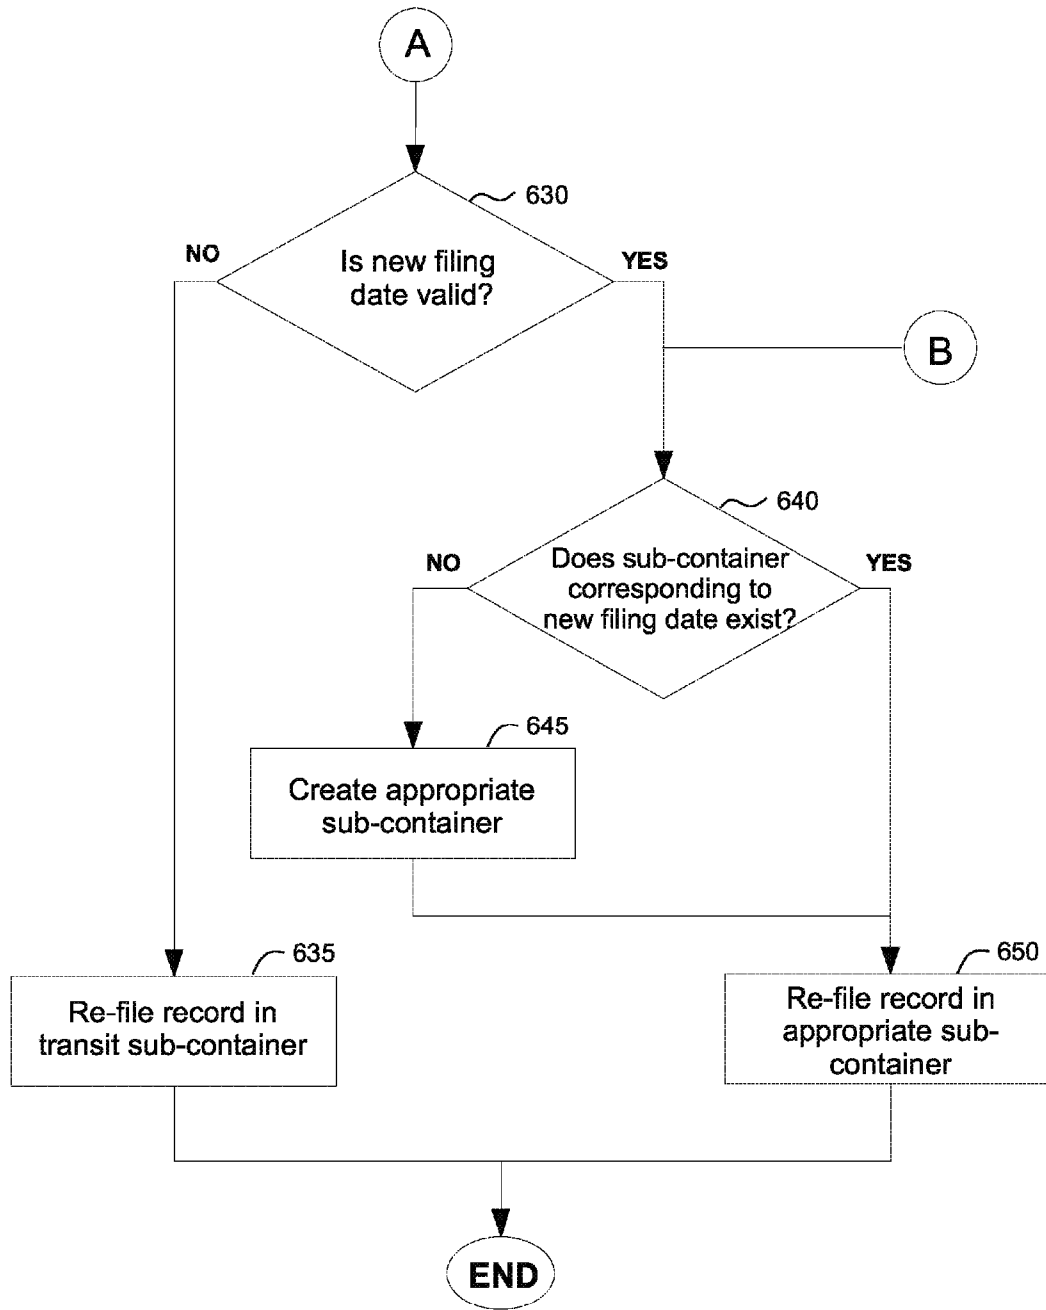 A
630
Is new filing
date valid?
NO
YES
B
640
Does sub-container
corresponding to
new filing date exist?
NO
YES
645
Create appropriate
sub-container
635
Re-file record in
transit sub-container
650
Re-file record in
appropriate sub-
container
END